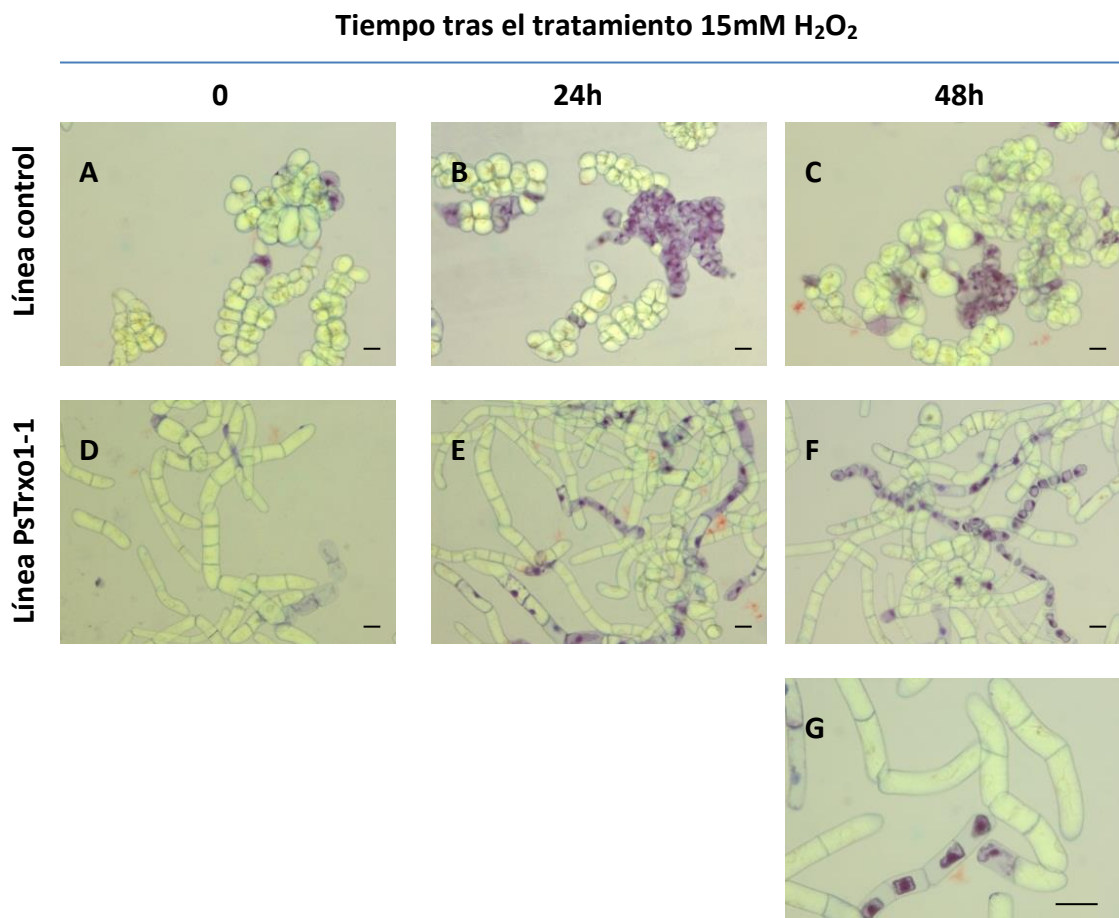 Tiempo tras el tratamiento 15mM H₂O₂
0 24h 48h
Línea control
A B C
Línea PsTrxo1-1
D E F
G